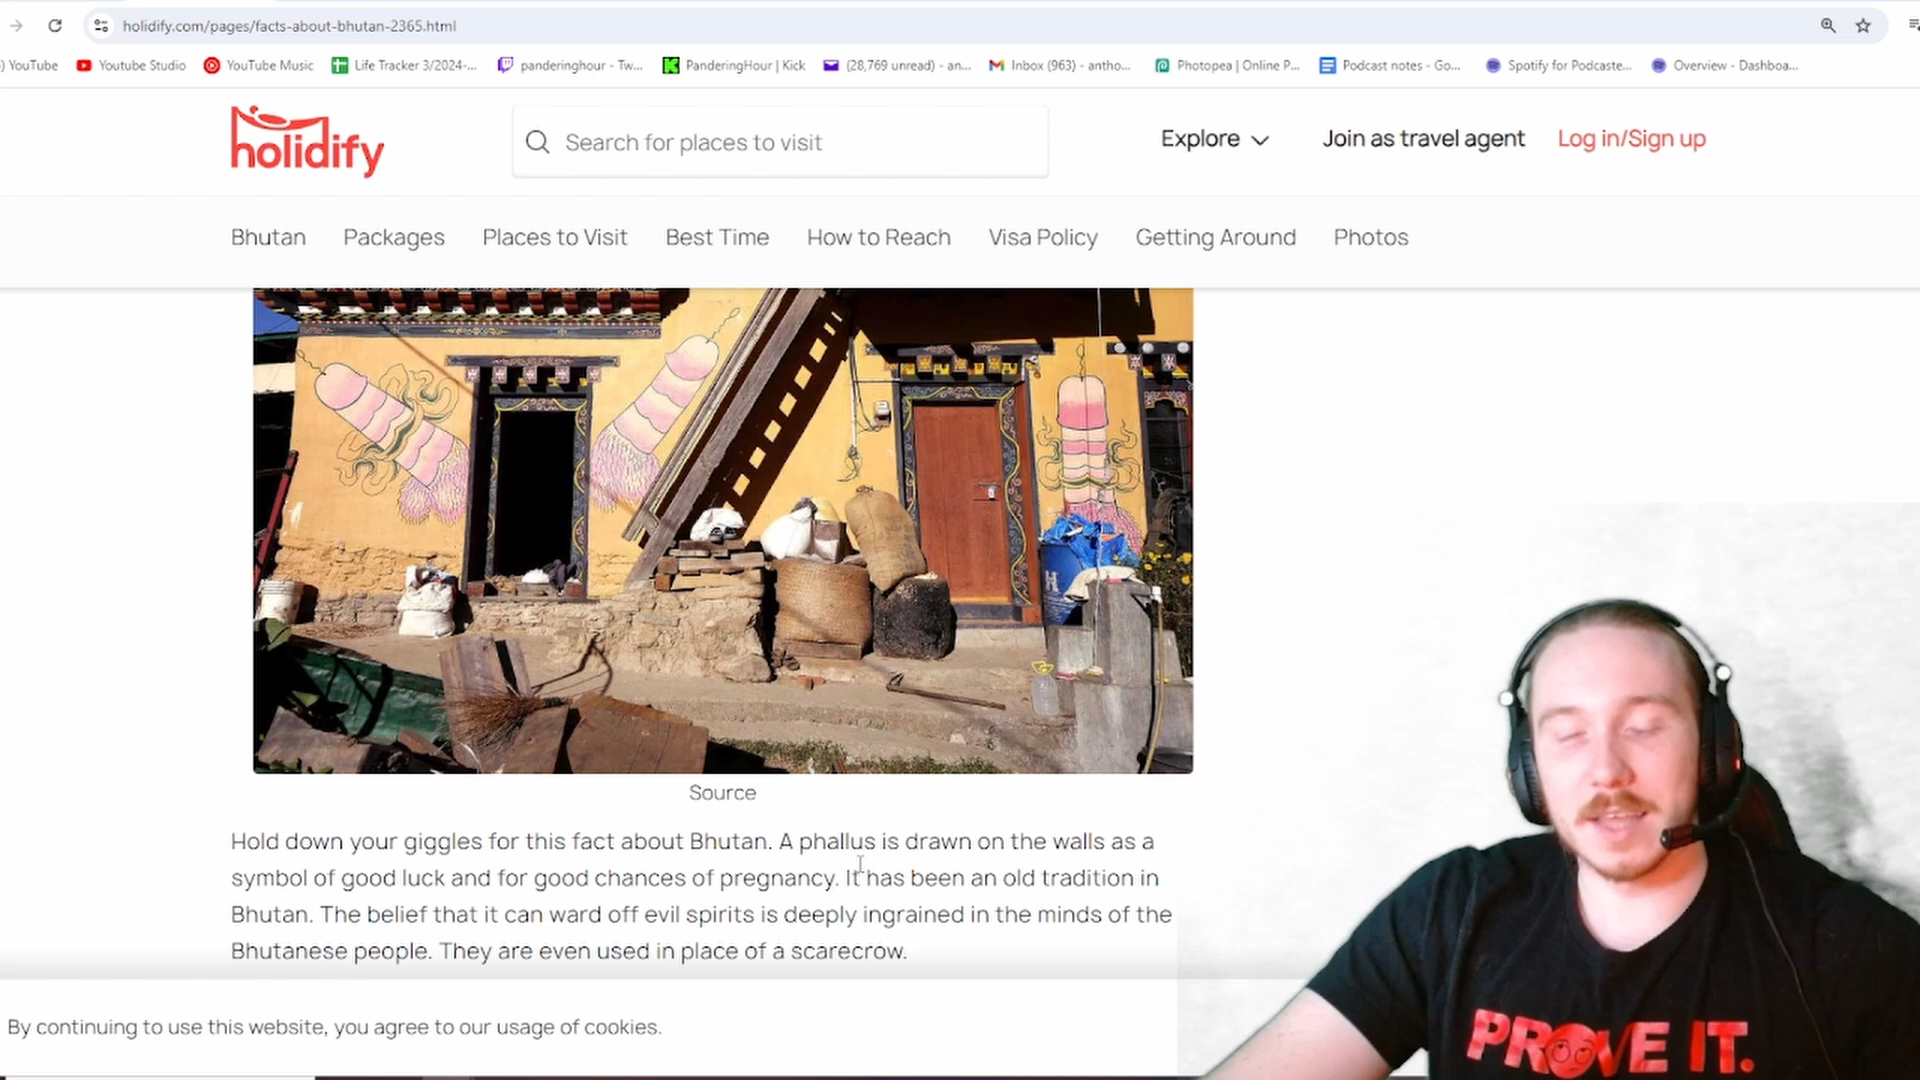 holidify.com/pages/facts-about-bhutan-2365.html
) YouTube Youtube Studio YouTube Music Life Tracker 3/2024-... panderinghour - Tw... PanderingHour | Kick (28,769 unread) - an... Inbox (963) - antho... Photopea | Online P... Podcast notes - Go... Spotify for Podcaste... Overview - Dashboa...
holidify Search for places to visit Explore Join as travel agent Log in/Sign up
Bhutan Packages Places to Visit Best Time How to Reach Visa Policy Getting Around Photos
Source
Hold down your giggles for this fact about Bhutan. A phallus is drawn on the walls as a
symbol of good luck and for good chances of pregnancy. It has been an old tradition in
Bhutan. The belief that it can ward off evil spirits is deeply ingrained in the minds of the
Bhutanese people. They are even used in place of a scarecrow.
By continuing to use this website, you agree to our usage of cookies.
PROVE IT.